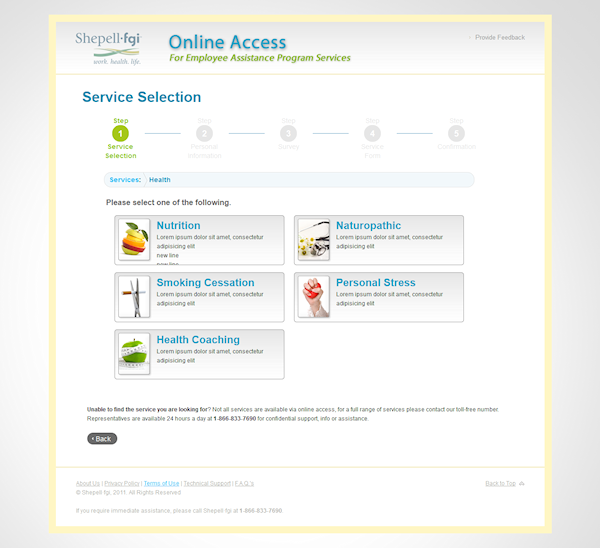 Shepell·fgi
work. health. life.
Online Access
For Employee Assistance Program Services
Provide Feedback
Service Selection
Step
1
Service
Selection
Step
2
Personal
Information
Step
3
Survey
Step
4
Service
Form
Step
5
Confirmation
Services: Health
Please select one of the following.
Nutrition
Lorem ipsum dolor sit amet, consectetur
adipisicing elit
new line
new line
Naturopathic
Lorem ipsum dolor sit amet, consectetur
adipisicing elit
Smoking Cessation
Lorem ipsum dolor sit amet, consectetur
adipisicing elit
Personal Stress
Lorem ipsum dolor sit amet, consectetur
adipisicing elit
Health Coaching
Lorem ipsum dolor sit amet, consectetur
adipisicing elit
Unable to find the service you are looking for? Not all services are available via online access, for a full range of services please contact our toll-free number.
Representatives are available 24 hours a day at 1-866-833-7690 for confidential support, info or assistance.
Back
About Us | Privacy Policy | Terms of Use | Technical Support | F.A.Q.'s
Back to Top
© Shepell fgi, 2011. All Rights Reserved
If you require immediate assistance, please call Shepell fgi at 1-866-833-7690